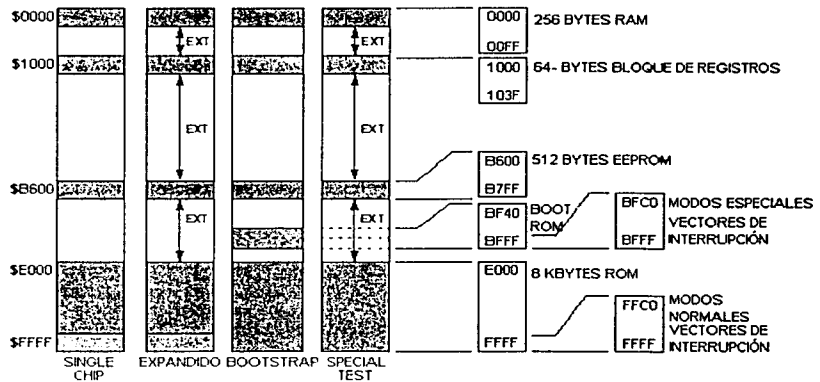 $0000
$1000
$B600
$E000
$FFFF
EXT
EXT
EXT
EXT
EXT
EXT
SINGLE CHIP
EXPANDIDO
BOOTSTRAP
SPECIAL TEST
0000
00FF
256 BYTES RAM
1000
103F
64- BYTES BLOQUE DE REGISTROS
B600
B7FF
512 BYTES EEPROM
BF40
BFFF
BOOT
ROM
BFC0
BFFF
MODOS ESPECIALES
VECTORES DE
INTERRUPCIÓN
E000
FFFF
8 KBYTES ROM
FFC0
FFFF
MODOS
NORMALES
VECTORES DE
INTERRUPCIÓN